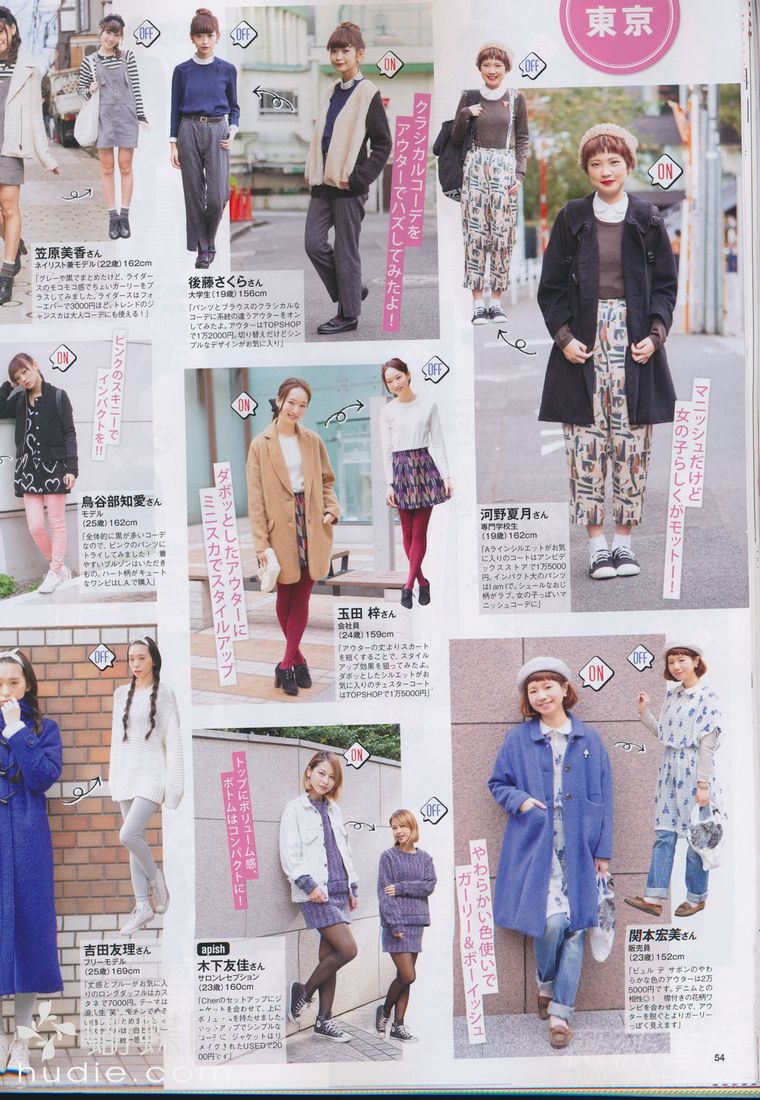 東京
OFF
笠原美香さん
ネイリスト兼モデル(22歳)162cm
「グレーや黒でまとめたけど、ライダー
スのモコモコ感でちょいガーリーをプ
ラスしてみました。ライダースはフォー
エバーで3000円ほど。トレンドのジ
ャンスカは大人コーデにも使える!」
OFF
ON
クラシカルコーデを
アウターでハズしてみたよ!
後藤さくらさん
大学生(19歳)156cm
「パンツとブラウスのクラシカルな
コーデに系統の違うアウターをオン
してみたよ。アウターはTOPSHOP
で1万2000円。切り替えだけどシン
プルなデザインがお気に入り」
OFF
ON
マニッシュだけど
女の子らしくがモットー!
河野夏月さん
専門学校生
(19歳)162cm
「Aラインシルエットがお気
に入りのコートはアンビデ
ックスストアで1万5000
円。インパクト大のパンツ
はI am Iで。シュールなおじ
柄がラブ。女の子っぽいマ
ニッシュコーデに」
ON
ピンクのスキニーで
インパクトを!!
鳥谷部知愛さん
モデル
(25歳)162cm
「全体的に黒が多いコーデ
なので、ピンクのパンツに
トライしてみました! 着
やすいブルゾンはいただき
もの。ハート柄がキュート
なワンピはL.A.で購入」
ON
OFF
ダボッとしたアウターに
ミニスカでスタイルアップ
玉田 梓さん
会社員
(24歳)159cm
「アウターの丈よりスカート
を短くすることで、スタイル
アップ効果を狙ってみたよ。
ダボッとしたシルエットがお
気に入りのチェスターコート
はTOPSHOPで1万5000円」
OFF
吉田友理さん
フリーモデル
(25歳)169cm
「丈感とブルーがお気に入
りのロングダッフルはカス
タネで7000円。テーマは
トップにボリューム感、
ボトムはコンパクトに!
ON
OFF
apish
木下友佳さん
サロンレセプション
(23歳)160cm
「Cherのセットアップにジ
ャケットを合わせて、上に
ボリュームを持たせました。
セットアップでシンプルな
コーデに、ジャケットはリ
メイクされたUSEDで20
00円です」
ON
OFF
やわらかい色使いで
ガーリー&ボーイッシュ
関本宏美さん
販売員
(23歳)152cm
「ピュル デ サボンのやわ
らかな色のアウターは2万
5000円です。デニムとの
相性◎! 襟付きの花柄ワ
ンピを合わせたので、アウ
ターを脱ぐとよりガーリー
っぽく見えます」
54
hudie.com